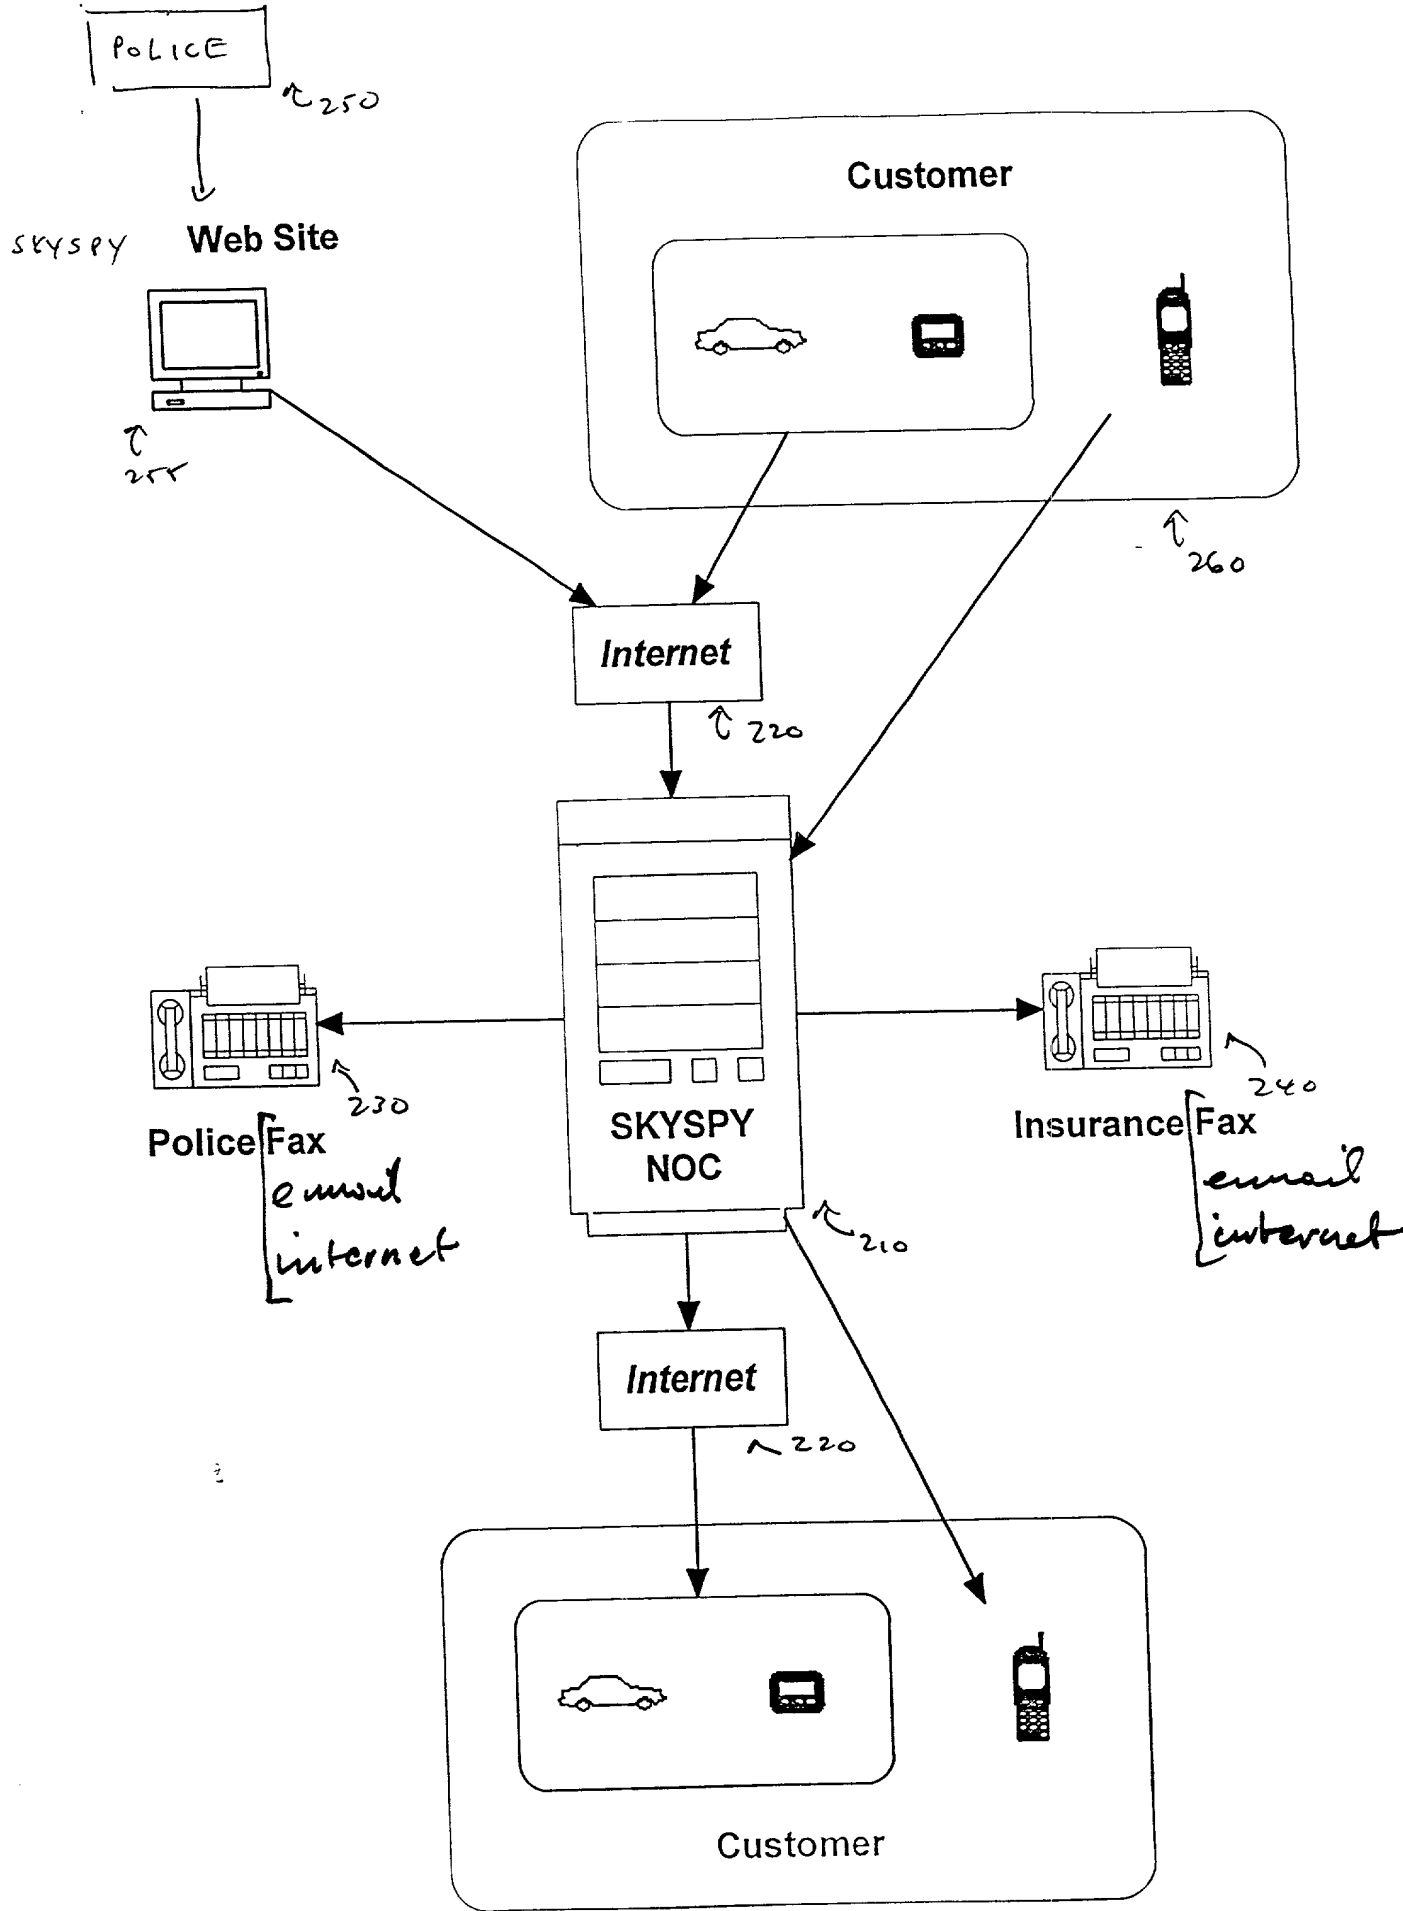 POLICE
250
Customer
SKYSPY Web Site
255
260
Internet
220
230
240
Police Fax
email
internet
SKYSPY
NOC
Insurance Fax
email
internet
210
Internet
220
Customer